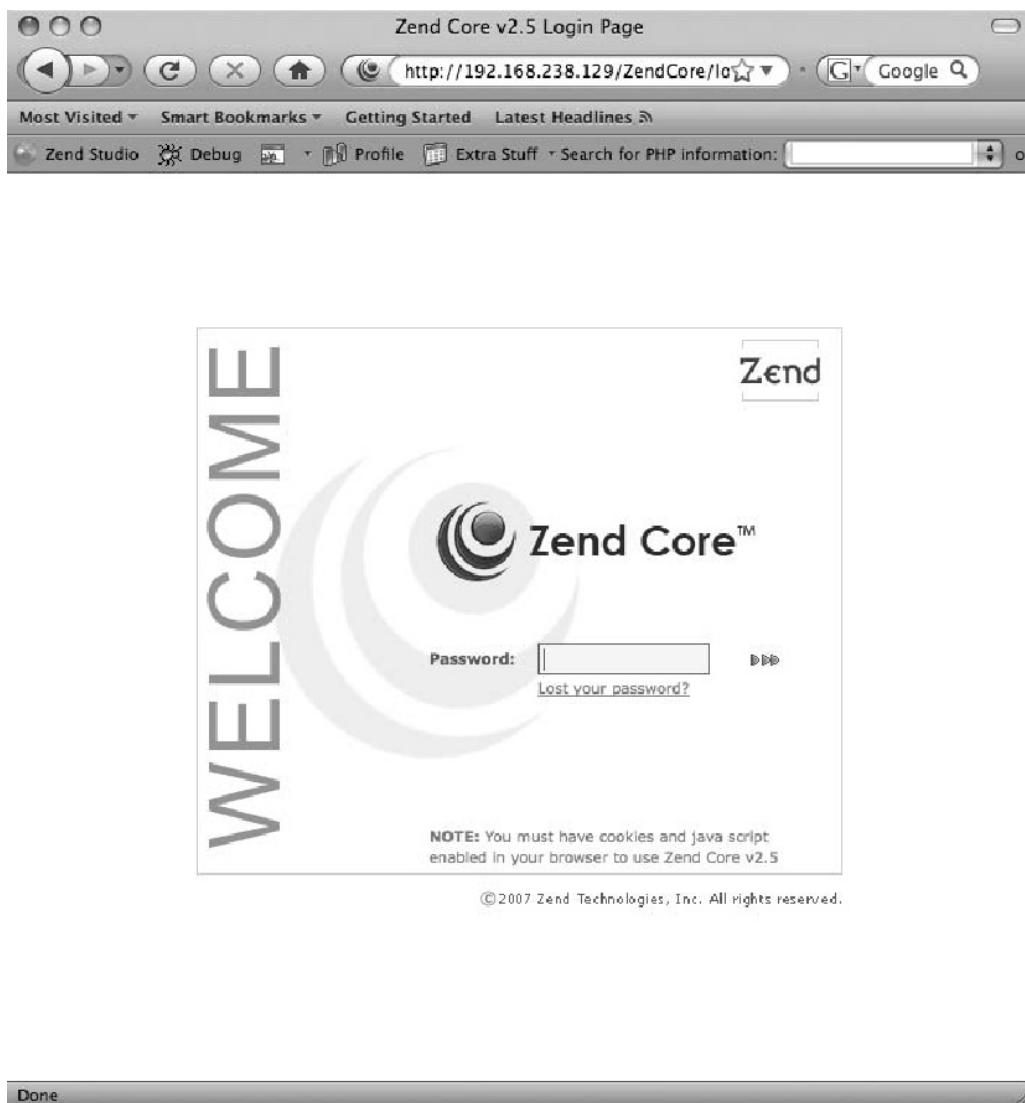 Zend Core v2.5 Login Page
http://192.168.238.129/ZendCore/lo
G Google
Most Visited Smart Bookmarks Getting Started Latest Headlines
Zend Studio Debug Profile Extra Stuff Search for PHP information: o
WELCOME
Zend
Zend Core™
Password:
Lost your password?
NOTE: You must have cookies and java script
enabled in your browser to use Zend Core v2.5
©2007 Zend Technologies, Inc. All rights reserved.
Done